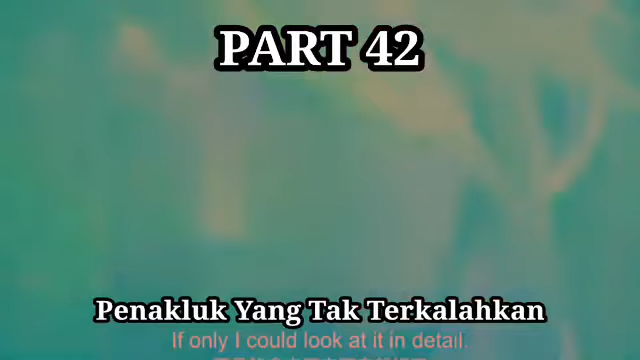 PART 42
Penakluk Yang Tak Terkalahkan
If only I could look at it in detail.